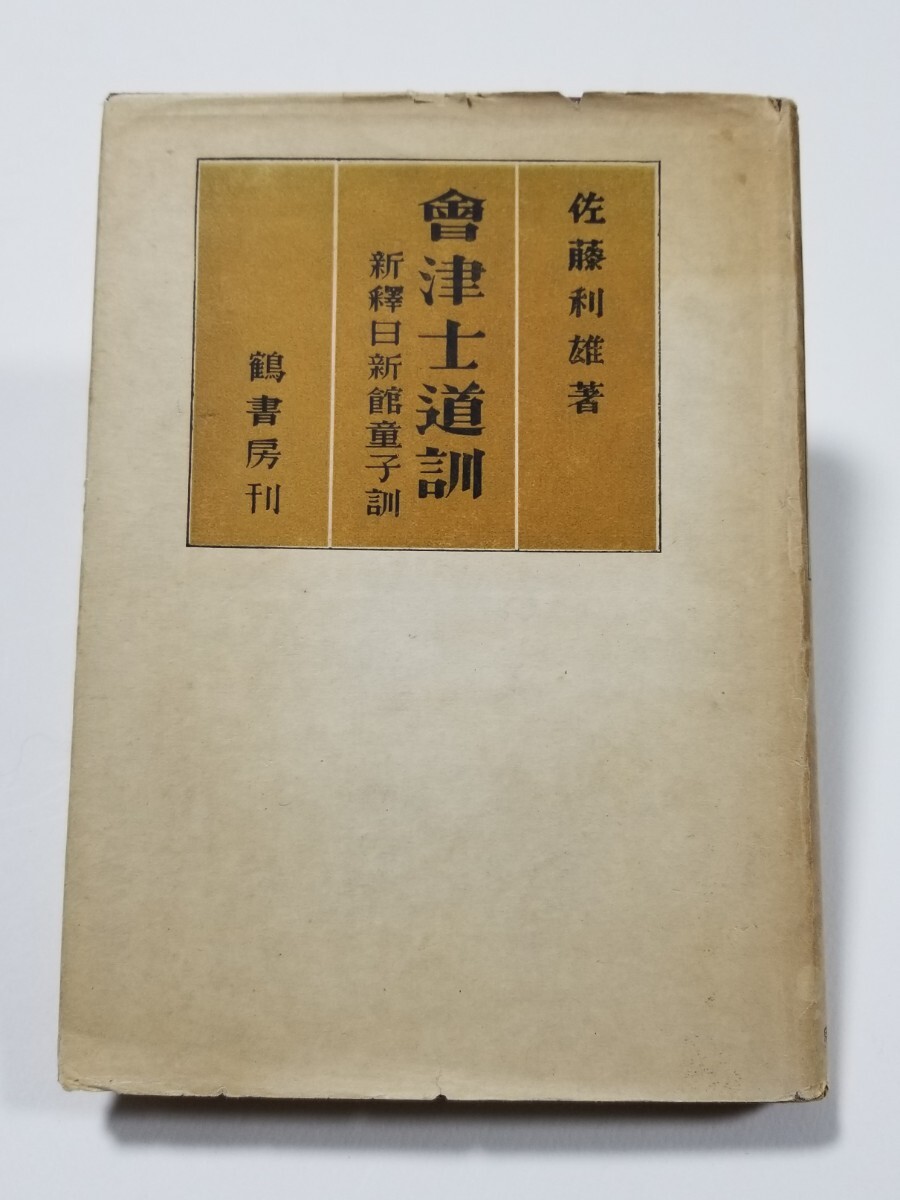 佐藤利雄著
會津士道訓
新釋日新館童子訓
鶴書房刊